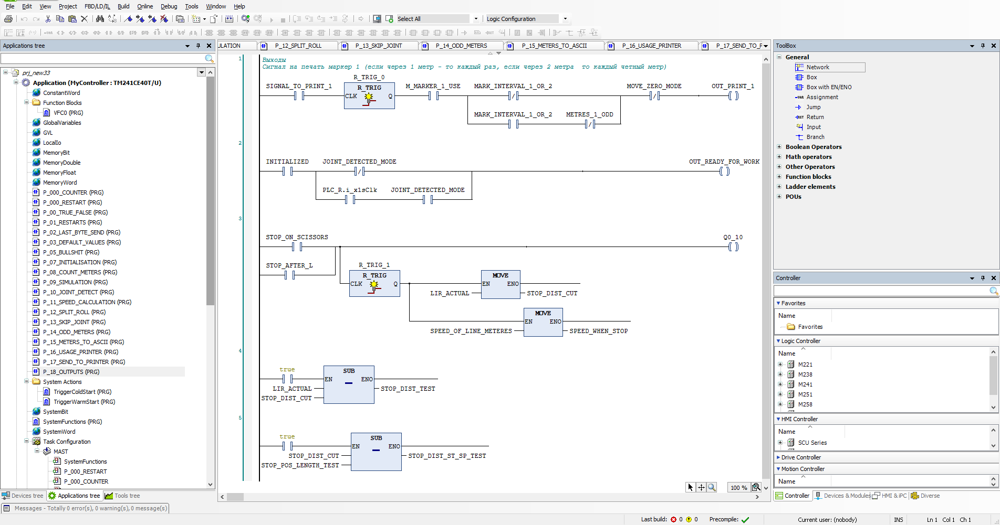 File Edit View Project FBD/LD/IL Build Online Debug Tools Window Help
Select All
Logic Configuration
Applications tree
prj_new33
Application (MyController : TM241CE40T/U)
ConstantWord
Function Blocks
VFC0 (PRG)
GlobalVariables
GVL
LocalIo
MemoryBit
MemoryDouble
MemoryFloat
MemoryWord
P_000_COUNTER (PRG)
P_000_RESTART (PRG)
P_00_TRUE_FALSE (PRG)
P_01_RESTARTS (PRG)
P_02_LAST_BYTE_SEND (PRG)
P_03_DEFAULT_VALUES (PRG)
P_05_BULLSHIT (PRG)
P_07_INITIALISATION (PRG)
P_08_COUNT_METERS (PRG)
P_09_SIMULATION (PRG)
P_10_JOINT_DETECT (PRG)
P_11_SPEED_CALCULATION (PRG)
P_12_SPLIT_ROLL (PRG)
P_13_SKIP_JOINT (PRG)
P_14_ODD_METERS (PRG)
P_15_METERS_TO_ASCII (PRG)
P_16_USAGE_PRINTER (PRG)
P_17_SEND_TO_PRINTER (PRG)
P_18_OUTPUTS (PRG)
System Actions
TriggerColdStart (PRG)
TriggerWarmStart (PRG)
SystemBit
SystemFunctions (PRG)
SystemWord
Task Configuration
MAST
SystemFunctions
P_000_RESTART
P_000_COUNTER
Devices tree Applications tree Tools tree
ULATION P_12_SPLIT_ROLL P_13_SKIP_JOINT P_14_ODD_METERS P_15_METERS_TO_ASCII P_16_USAGE_PRINTER P_17_SEND_TO_P
1
Выходы
Сигнал на печать маркер 1 (если через 1 метр - то каждый раз, если через 2 метра то каждый четный метр)
R_TRIG_0
SIGNAL_TO_PRINT_1 R_TRIG M_MARKER_1_USE MARK_INTERVAL_1_OR_2 MOVE_ZERO_MODE OUT_PRINT_1
CLK Q
MARK_INTERVAL_1_OR_2 METRES_1_ODD
2
INITIALIZED JOINT_DETECTED_MODE OUT_READY_FOR_WORK
PLC_R.i_x1sClk JOINT_DETECTED_MODE
3
STOP_ON_SCISSORS Q0_10
STOP_AFTER_L R_TRIG_1
R_TRIG MOVE
CLK Q EN ENO
LIR_ACTUAL STOP_DIST_CUT
MOVE
EN ENO
SPEED_OF_LINE_METERES SPEED_WHEN_STOP
4
true SUB
EN ENO
LIR_ACTUAL STOP_DIST_TEST
STOP_DIST_CUT
5
true SUB
EN ENO
STOP_DIST_CUT STOP_DIST_ST_SP_TEST
STOP_POS_LENGTH_TEST
100 %
ToolBox
General
Network
Box
Box with EN/ENO
-VAR Assignment
Jump
RET Return
Input
Branch
Boolean Operators
Math operators
Other Operators
Function blocks
Ladder elements
POUs
Controller
Favorites
Name
Favorites
Logic Controller
Name
M221
M238
M241
M251
M258
HMI Controller
Name
SCU Series
Drive Controller
Motion Controller
Name
Controller Devices & Modules HMI & iPC Diverse
Messages - Totally 0 error(s), 0 warning(s), 0 message(s)
Last build: 0 0 Precompile: Current user: (nobody) INS Ln 1 Col 1 Ch 1